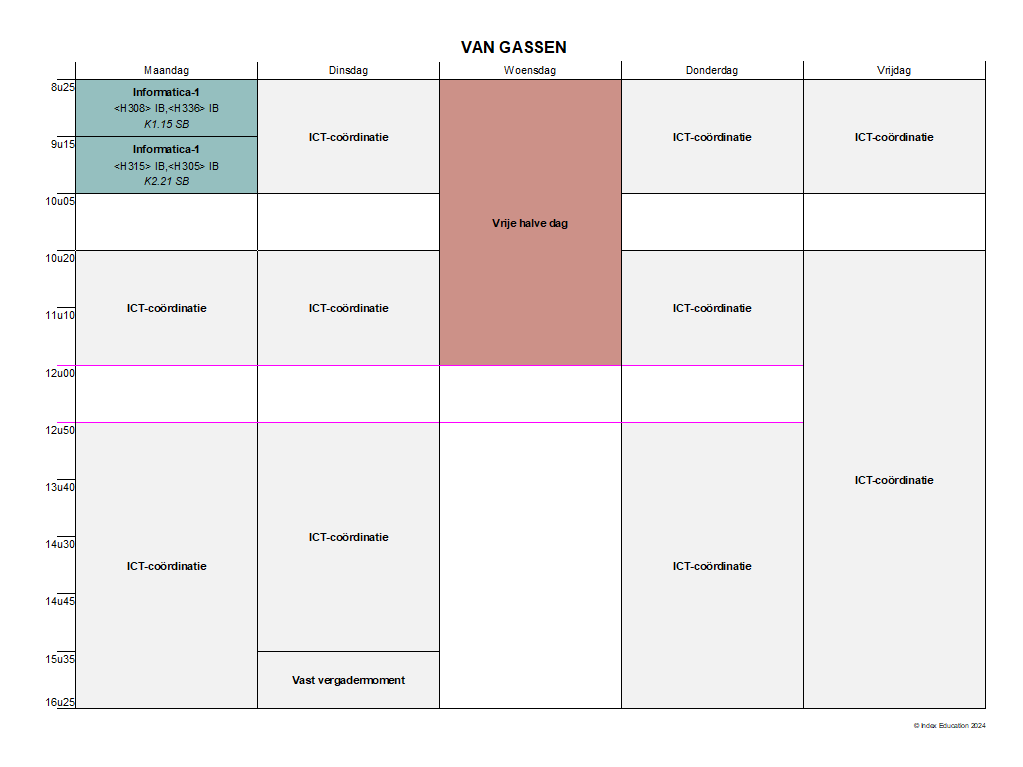 VAN GASSEN
Maandag Dinsdag Woensdag Donderdag Vrijdag
8u25
Informatica-1
<H308> IB,<H336> IB
K1.15 SB
ICT-coördinatie
ICT-coördinatie
ICT-coördinatie
9u15
Informatica-1
<H315> IB,<H305> IB
K2.21 SB
10u05
Vrije halve dag
10u20
ICT-coördinatie
ICT-coördinatie
ICT-coördinatie
11u10
12u00
12u50
ICT-coördinatie
13u40
ICT-coördinatie
14u30
ICT-coördinatie
ICT-coördinatie
14u45
15u35
Vast vergadermoment
16u25
© Index Education 2024